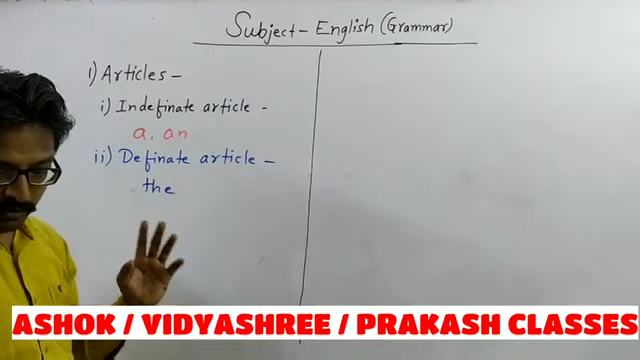 Subject - English (Grammar)
1) Articles -
i) Indefinate article -
a, an
ii) Definate article -
the
ASHOK / VIDYASHREE / PRAKASH CLASSES